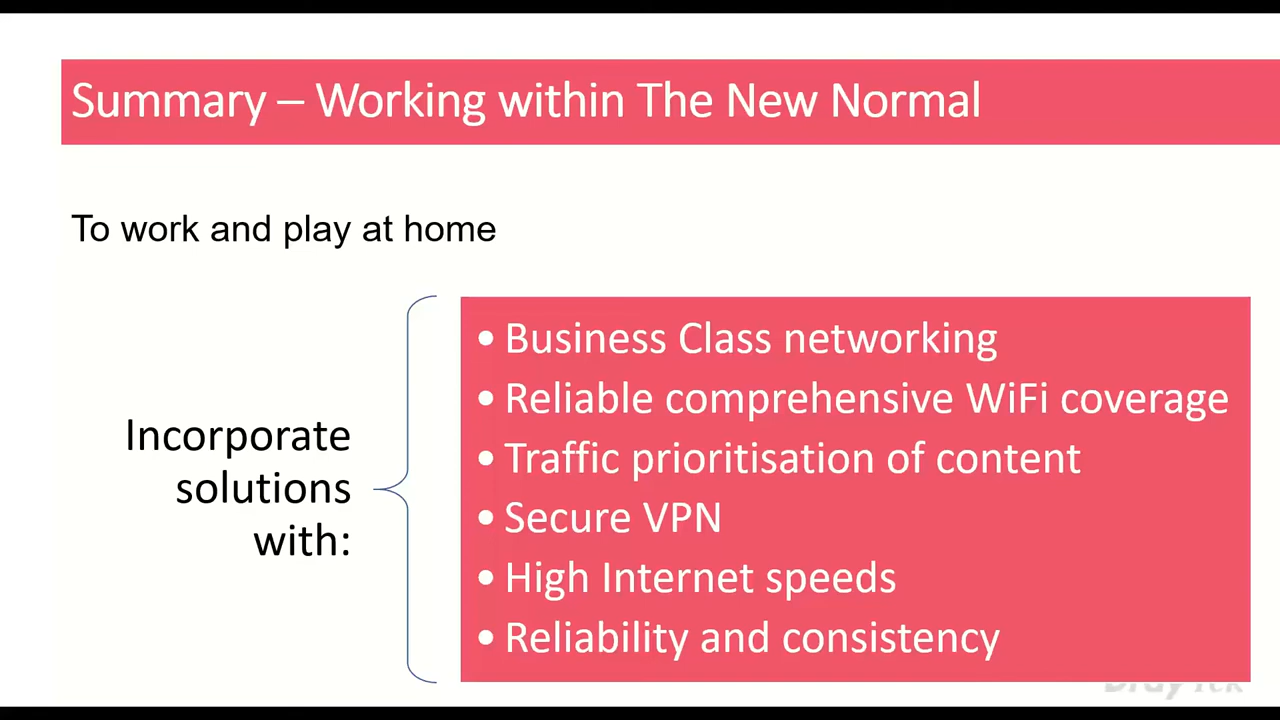 Summary – Working within The New Normal
To work and play at home
Incorporate
solutions
with:
• Business Class networking
• Reliable comprehensive WiFi coverage
• Traffic prioritisation of content
• Secure VPN
• High Internet speeds
• Reliability and consistency